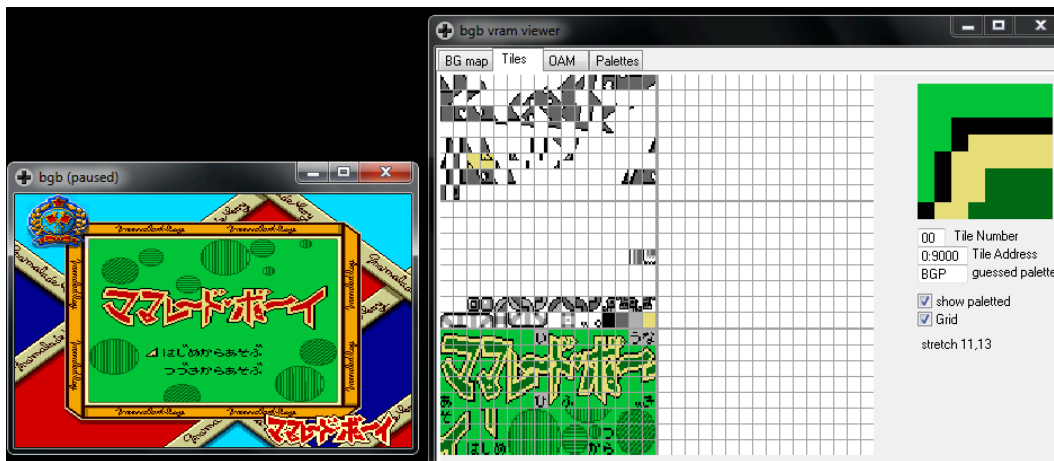 bgb vram viewer
BG map Tiles OAM Palettes
00 Tile Number
0:9000 Tile Address
BGP guessed palette
show paletted
Grid
stretch 11,13
bgb (paused)
ママレード・ボーイ
はじめからあそぶ
つづきからあそぶ
ママレード・ボーイ